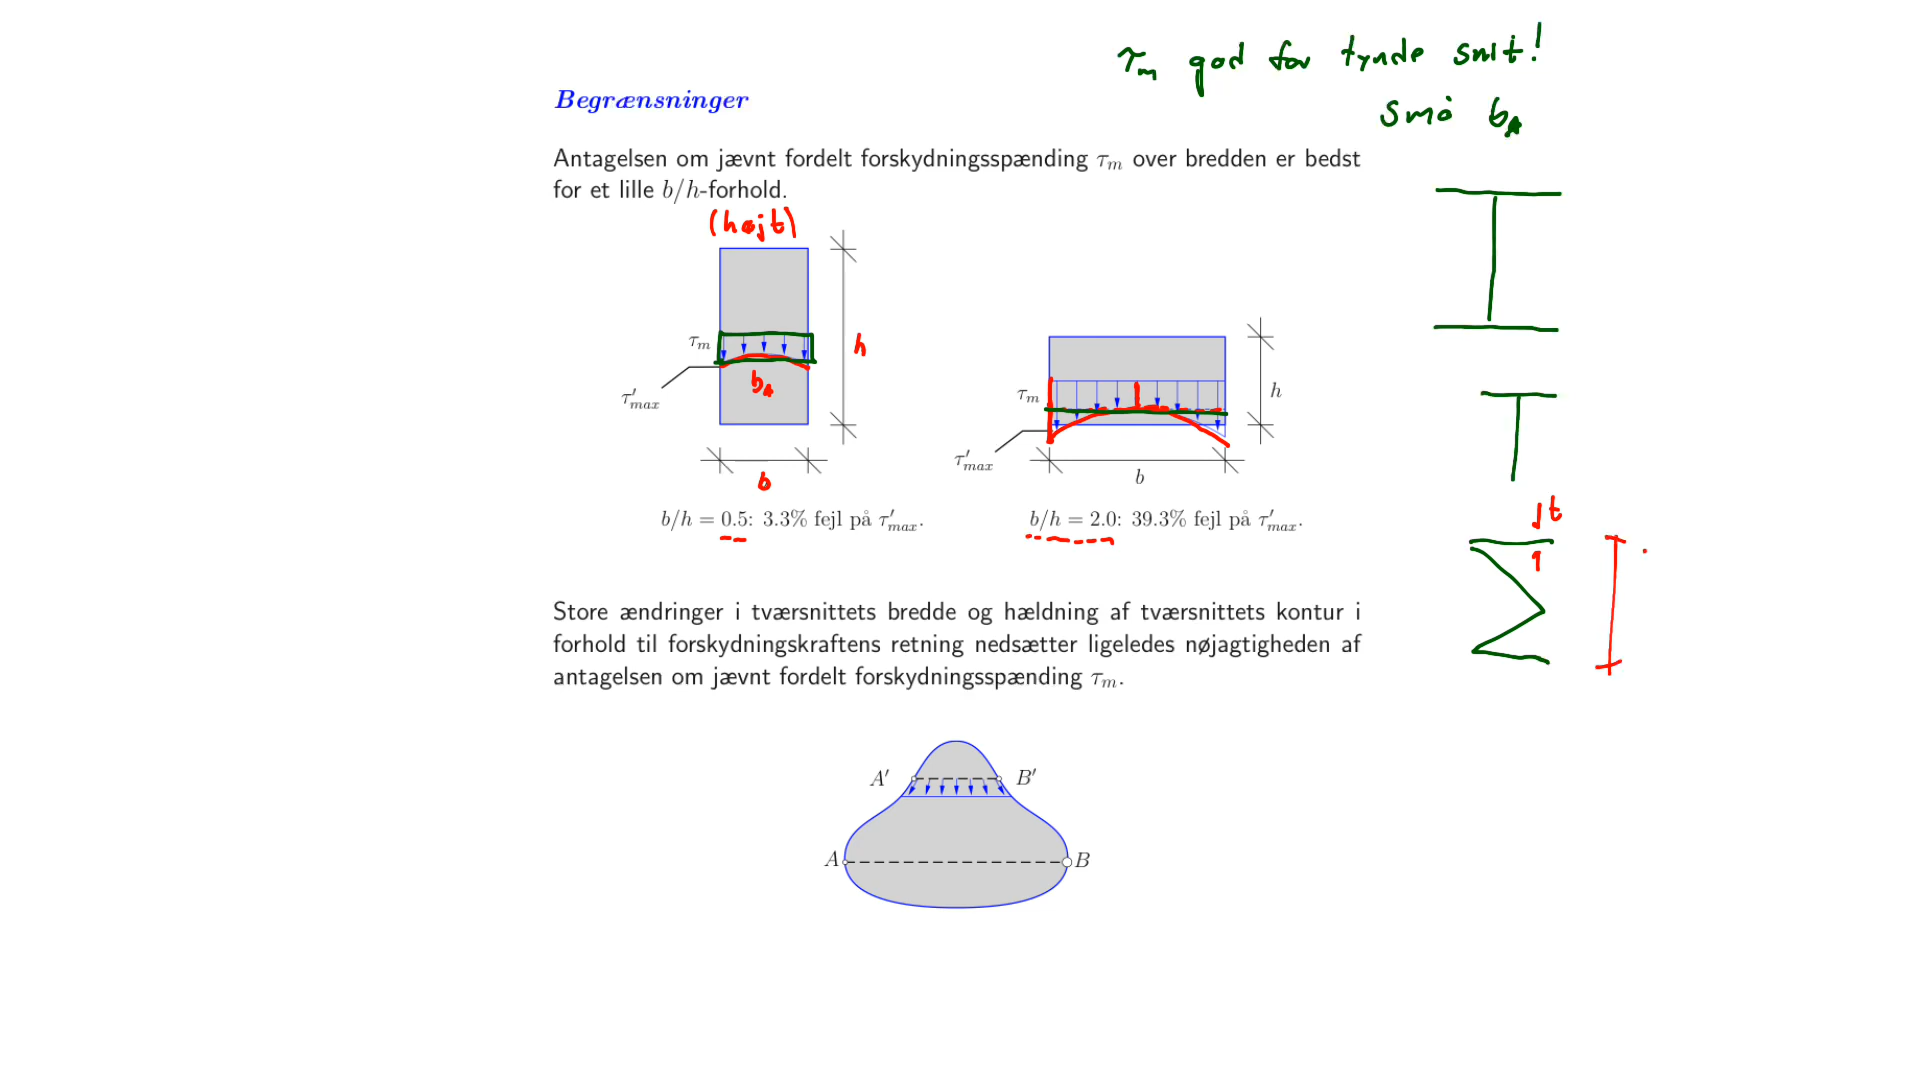 τm god for tynde snit!
små bA
Begrænsninger
Antagelsen om jævnt fordelt forskydningsspænding τm over bredden er bedst
for et lille b/h-forhold.
(højt)
τm
h
bA
τ′max
b
τm
h
τ′max
b
b/h = 0.5: 3.3% fejl på τ′max.
b/h = 2.0: 39.3% fejl på τ′max.
t
Store ændringer i tværsnittets bredde og hældning af tværsnittets kontur i
forhold til forskydningskraftens retning nedsætter ligeledes nøjagtigheden af
antagelsen om jævnt fordelt forskydningsspænding τm.
A′ B′
A B